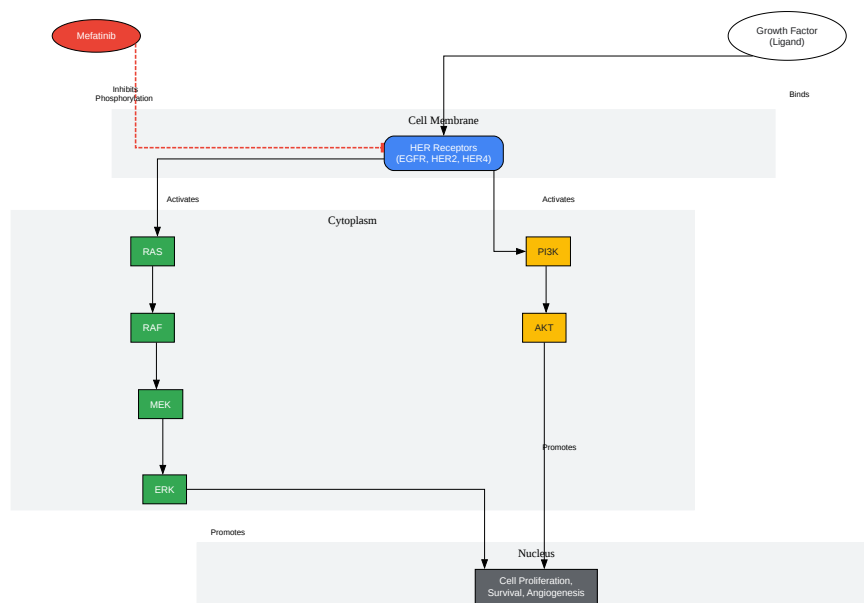 Mefatinib
Growth Factor
(Ligand)
Inhibits
Phosphorylation
Binds
Cell Membrane
HER Receptors
(EGFR, HER2, HER4)
Activates
Activates
Cytoplasm
RAS
PI3K
RAF
AKT
MEK
Promotes
ERK
Promotes
Nucleus
Cell Proliferation,
Survival, Angiogenesis